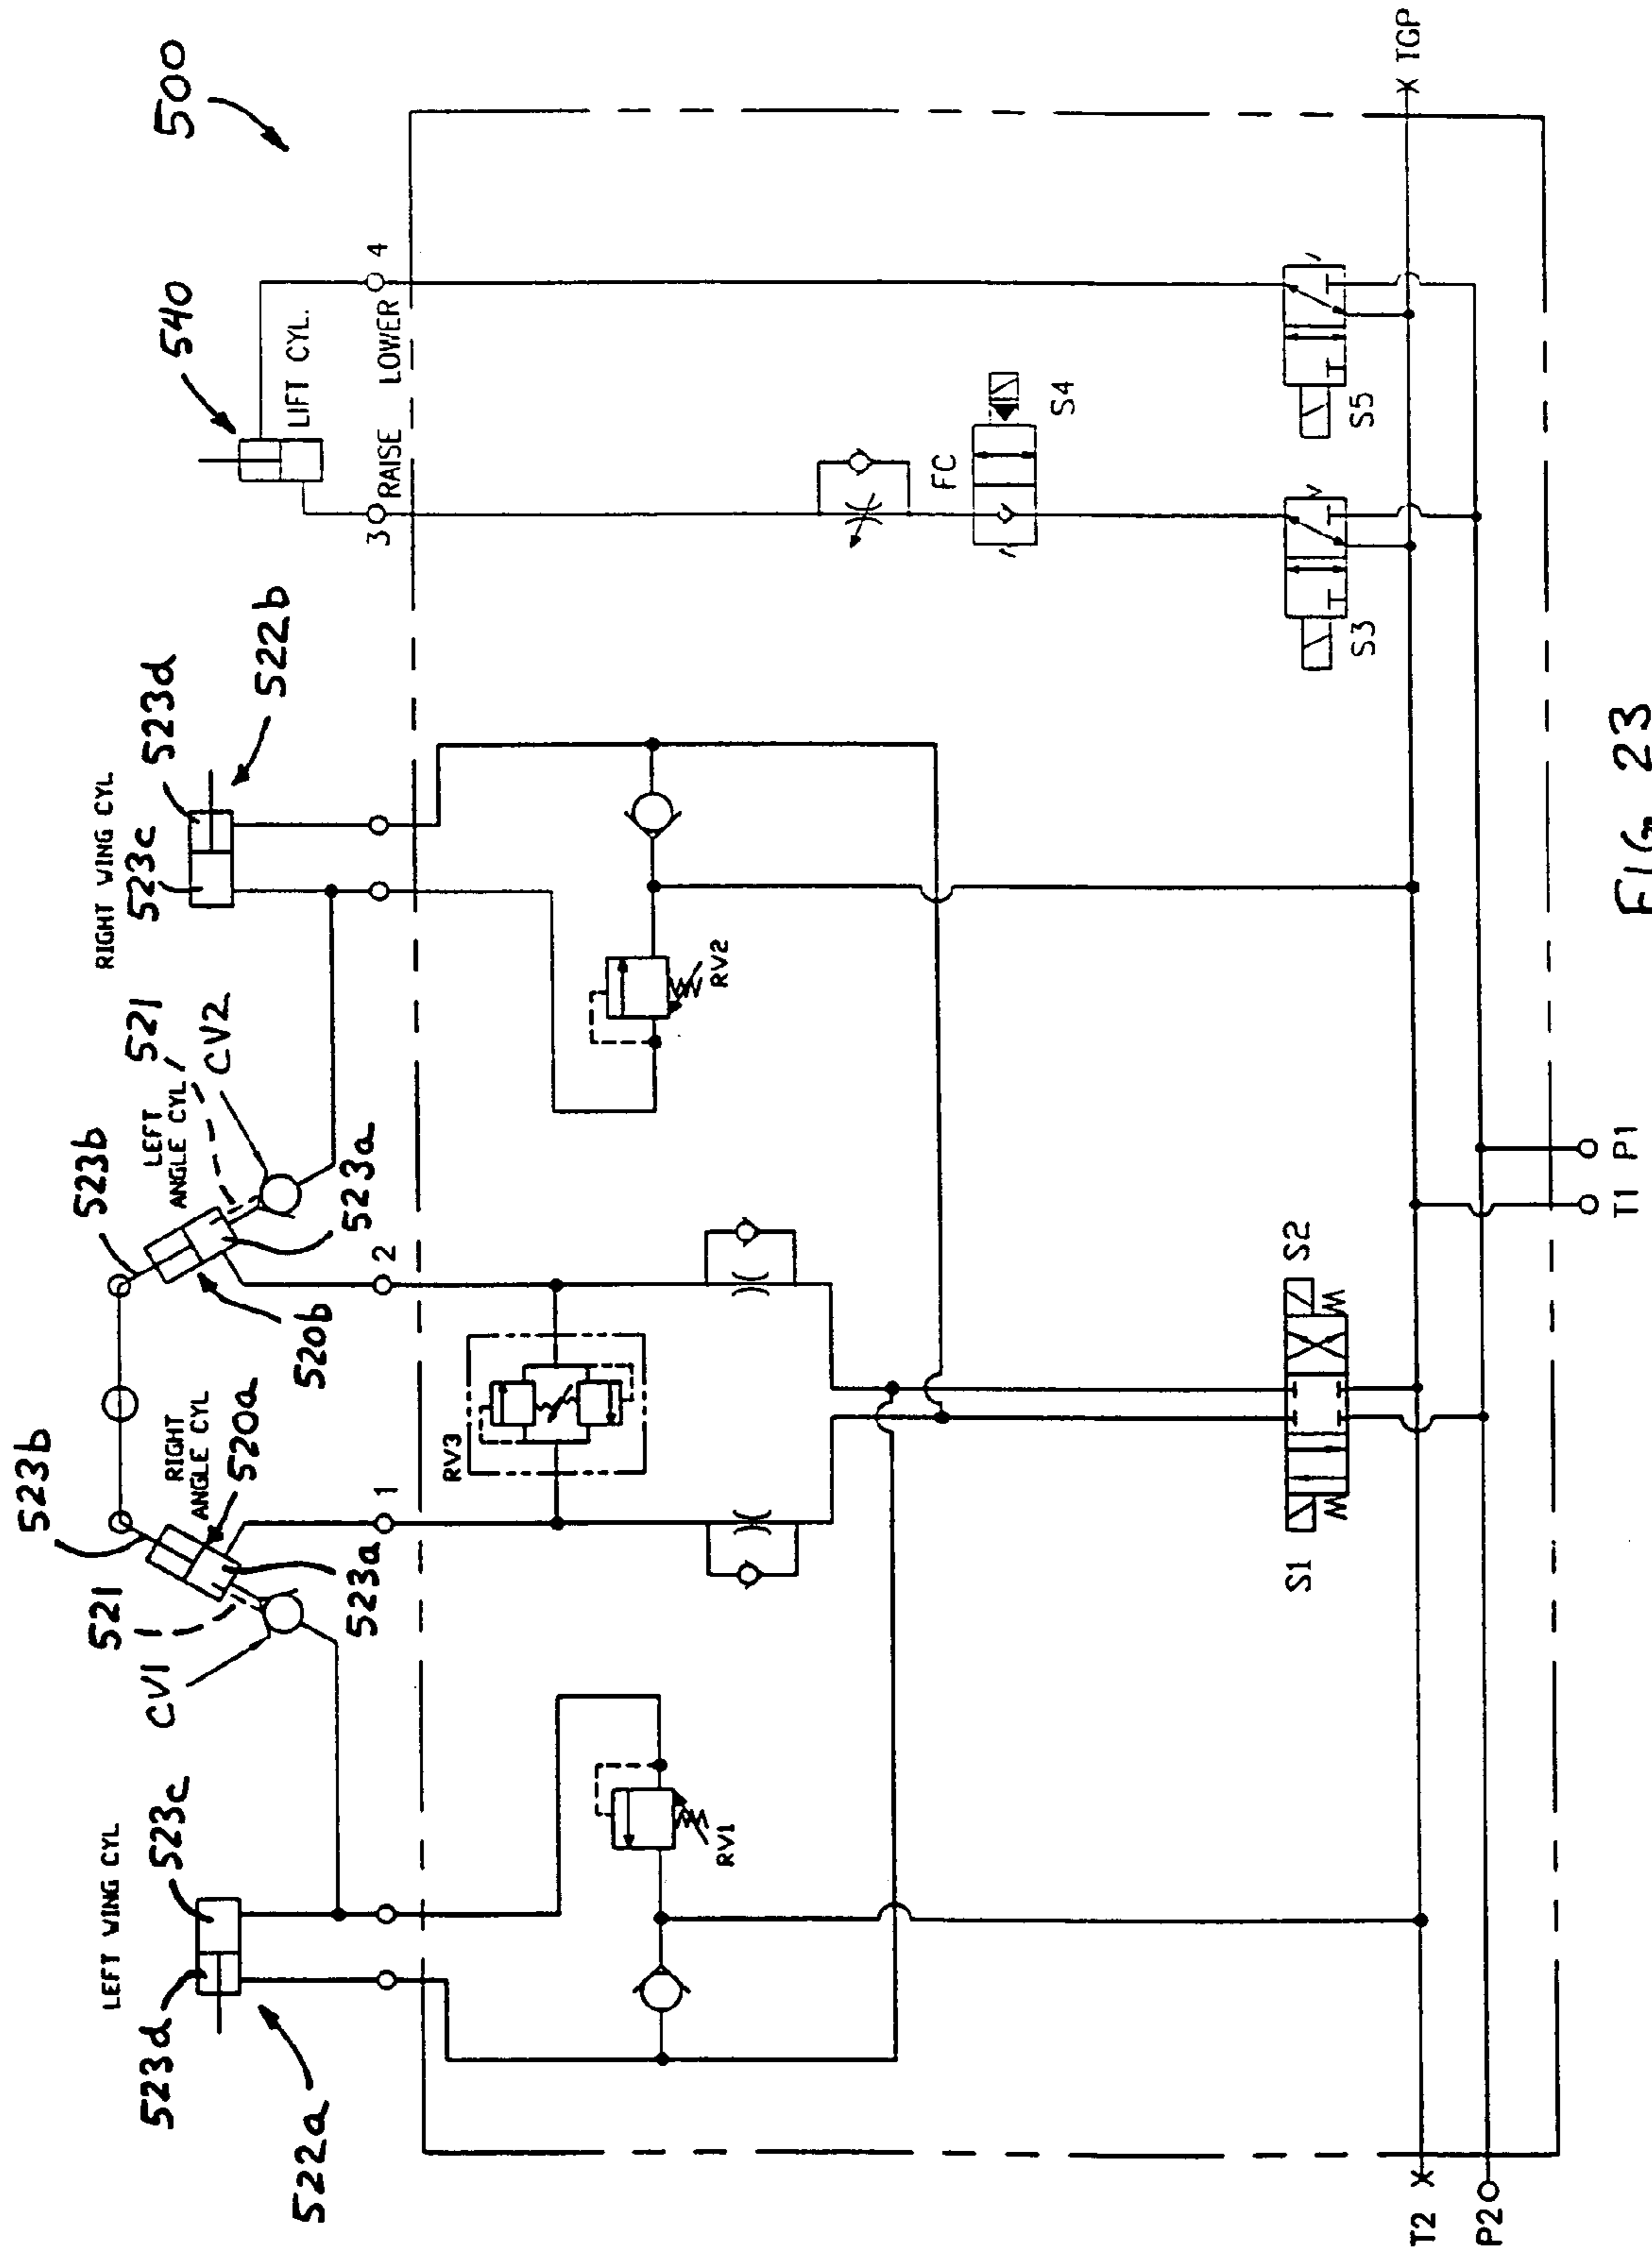 500
540
LIFT CYL.
3 RAISE LOWER 4
FC
S4
S3
S5
TGP
RIGHT WING CYL
523c
523d
522b
521
LEFT
ANGLE CYL
CV2
523b
523a
520b
2
RV2
RV3
523b
RIGHT
ANGLE CYL
520a
521
CV1
523a
1
LEFT WING CYL
523d
523c
522a
RV1
S1
S2
T1
P1
T2
P2
FIG 23